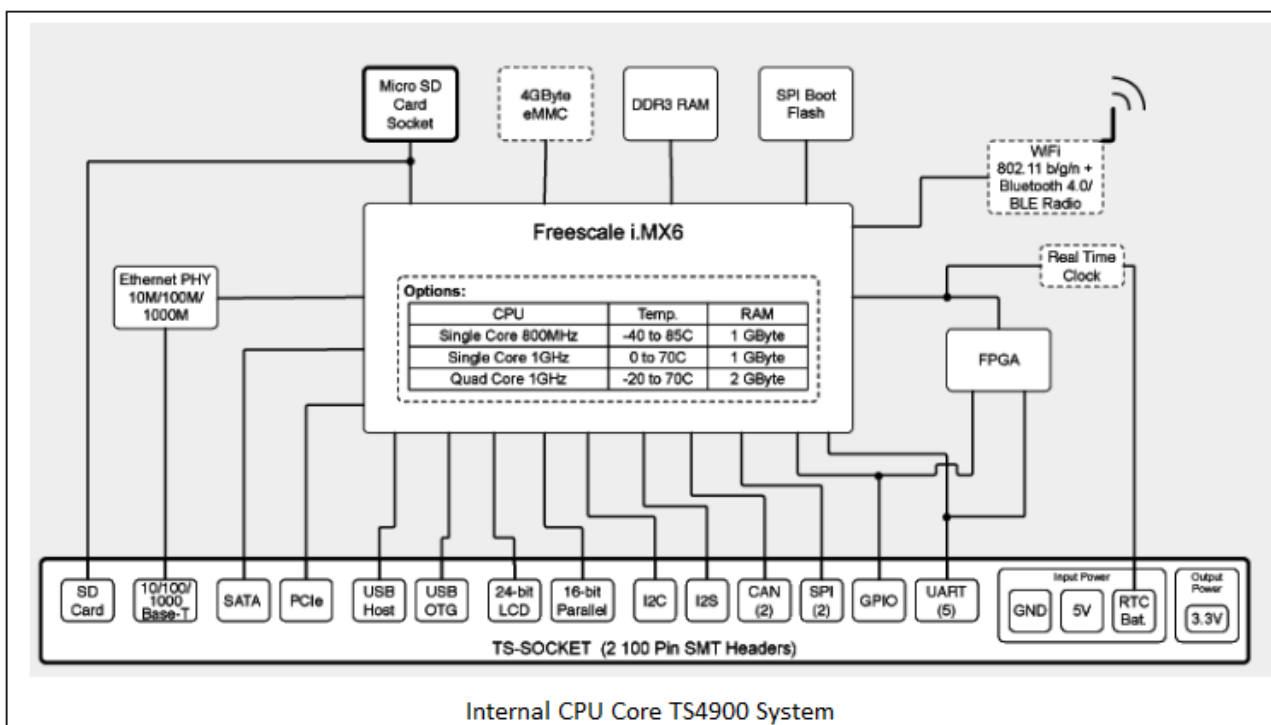 Micro SD
Card
Socket
4GByte
eMMC
DDR3 RAM
SPI Boot
Flash
WiFi
802.11 b/g/n +
Bluetooth 4.0/
BLE Radio
Freescale i.MX6
Real Time
Clock
Ethernet PHY
10M/100M/
1000M
Options:
CPU Temp. RAM
Single Core 800MHz -40 to 85C 1 GByte
Single Core 1GHz 0 to 70C 1 GByte
Quad Core 1GHz -20 to 70C 2 GByte
FPGA
SD
Card
10/100/
1000
Base-T
SATA
PCIe
USB
Host
USB
OTG
24-bit
LCD
16-bit
Parallel
I2C
I2S
CAN
(2)
SPI
(2)
GPIO
UART
(5)
Input Power
GND
5V
RTC
Bat.
Output
Power
3.3V
TS-SOCKET (2 100 Pin SMT Headers)
Internal CPU Core TS4900 System